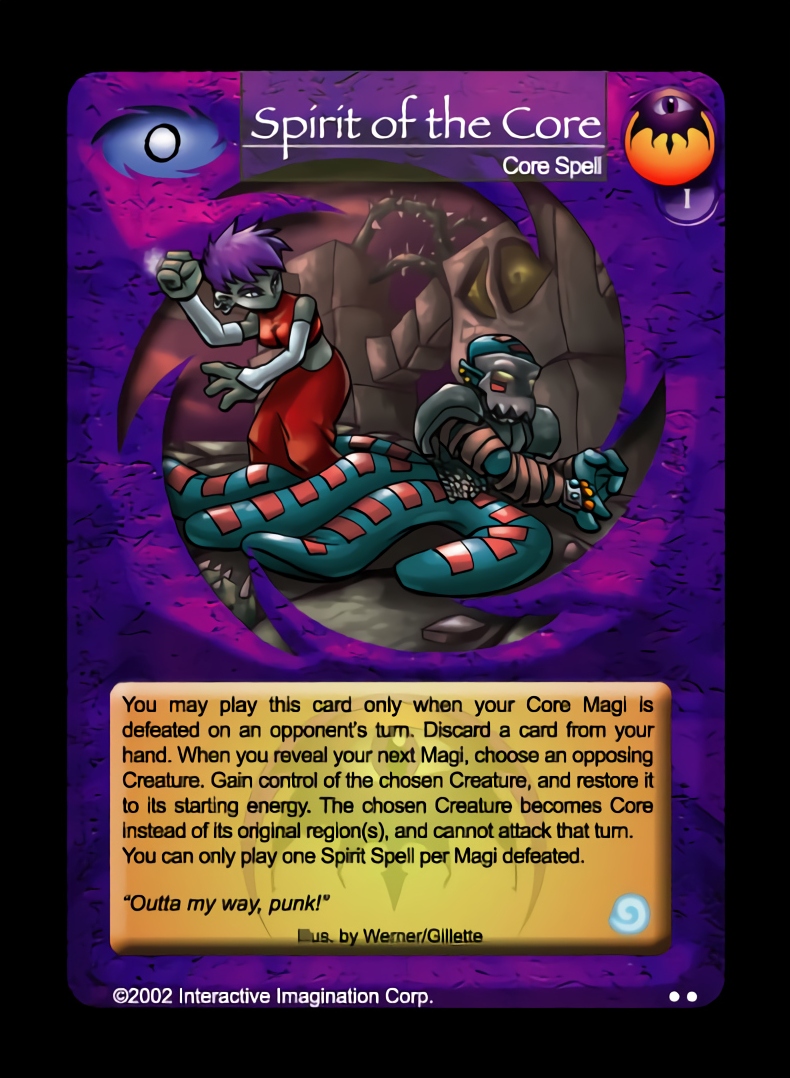 Spirit of the Core
Core Spell
0
I
You may play this card only when your Core Magi is
defeated on an opponent's turn. Discard a card from your
hand. When you reveal your next Magi, choose an opposing
Creature. Gain control of the chosen Creature, and restore it
to its starting energy. The chosen Creature becomes Core
instead of its original region(s), and cannot attack that turn.
You can only play one Spirit Spell per Magi defeated.
"Outta my way, punk!"
Illus. by Werner/Gillette
©2002 Interactive Imagination Corp.